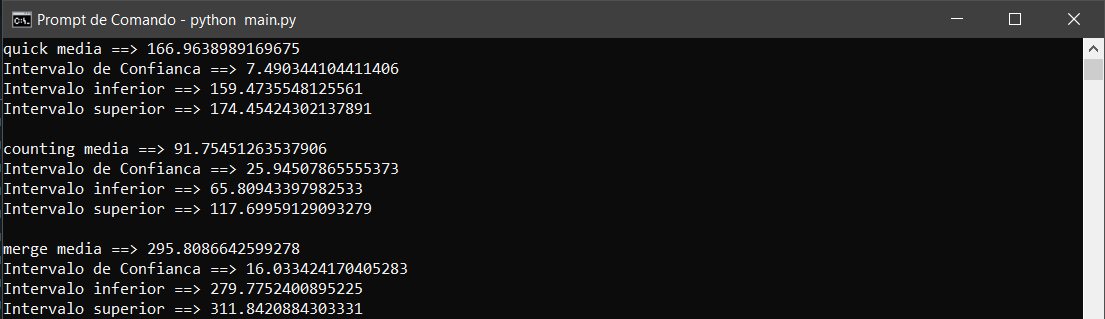 Prompt de Comando - python  main.py
quick media ==> 166.9638989169675
Intervalo de Confianca ==> 7.490344104411406
Intervalo inferior ==> 159.4735548125561
Intervalo superior ==> 174.45424302137891
counting media ==> 91.75451263537906
Intervalo de Confianca ==> 25.94507865555373
Intervalo inferior ==> 65.80943397982533
Intervalo superior ==> 117.69959129093279
merge media ==> 295.8086642599278
Intervalo de Confianca ==> 16.033424170405283
Intervalo inferior ==> 279.7752400895225
Intervalo superior ==> 311.8420884303331